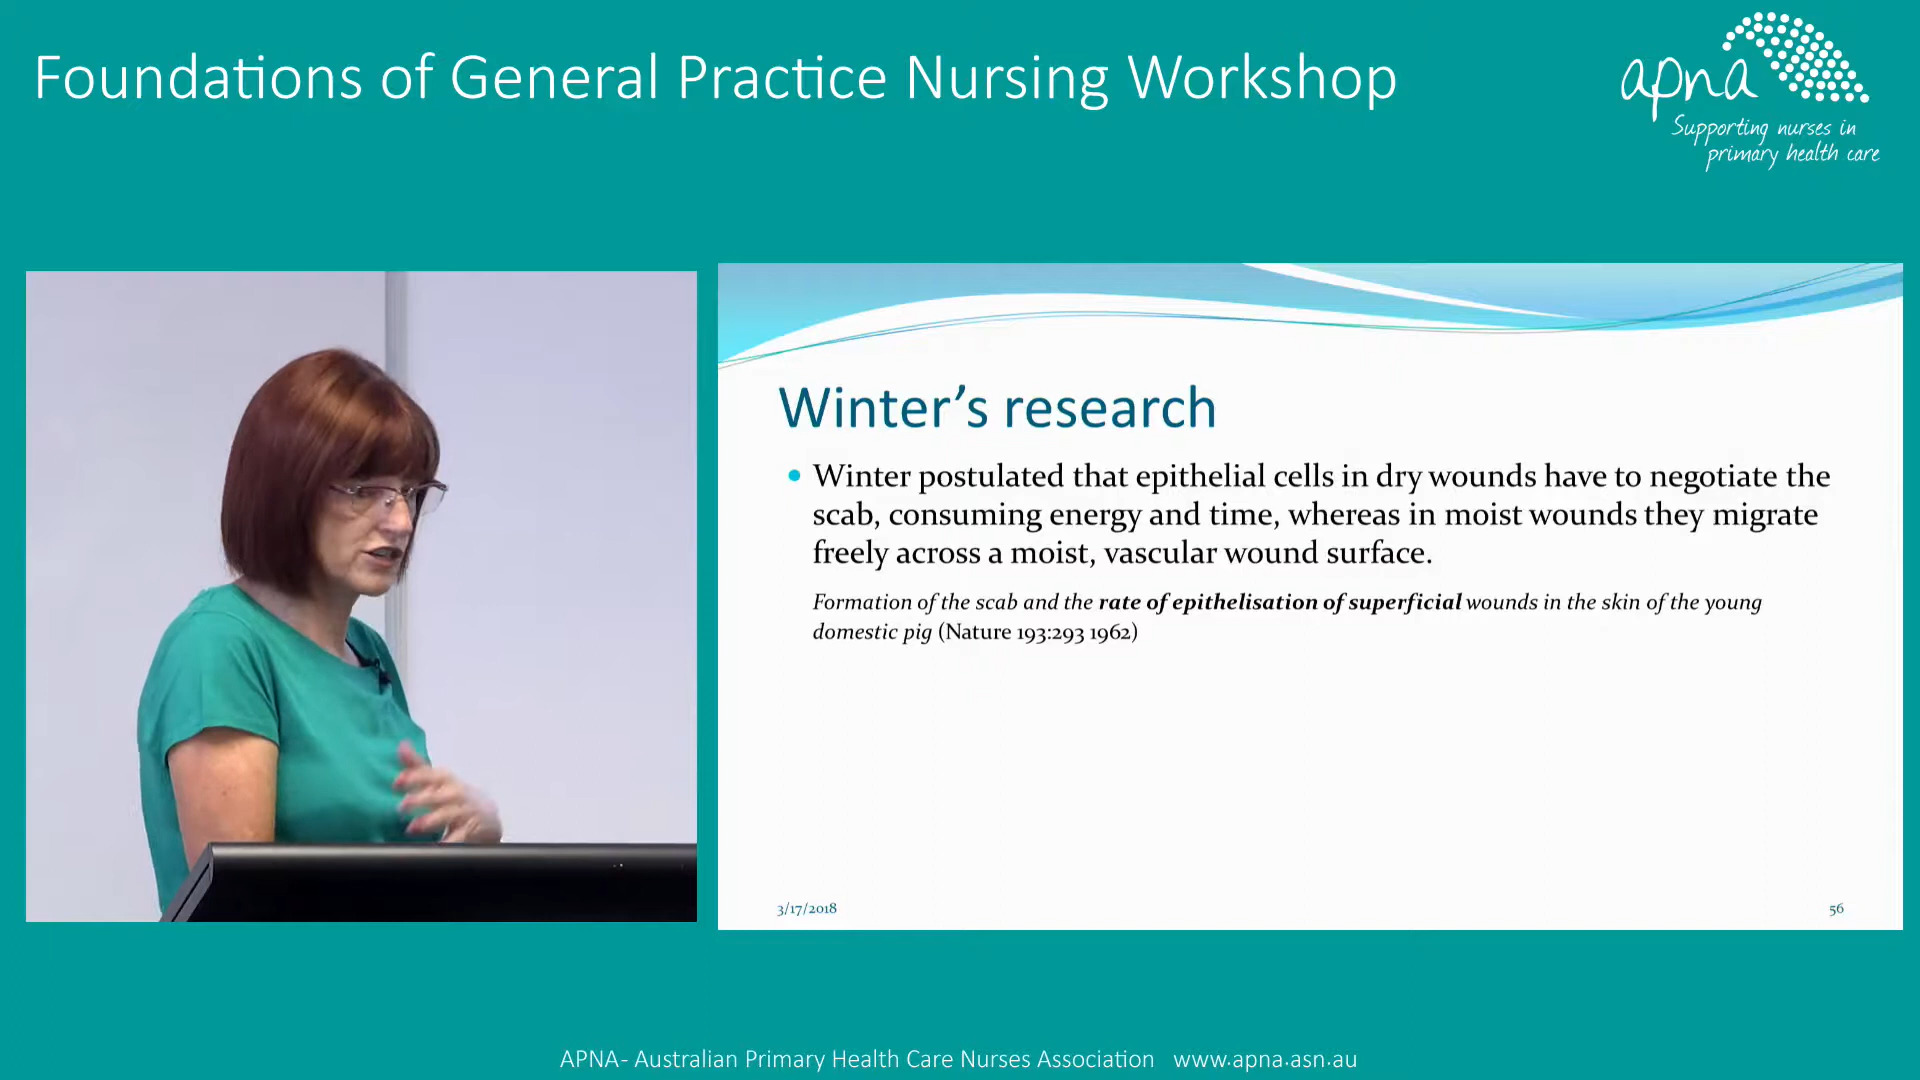 Foundations of General Practice Nursing Workshop
apna
Supporting nurses in
primary health care
Winter’s research
• Winter postulated that epithelial cells in dry wounds have to negotiate the
scab, consuming energy and time, whereas in moist wounds they migrate
freely across a moist, vascular wound surface.
Formation of the scab and the rate of epithelisation of superficial wounds in the skin of the young
domestic pig (Nature 193:293 1962)
3/17/2018
56
APNA- Australian Primary Health Care Nurses Association www.apna.asn.au